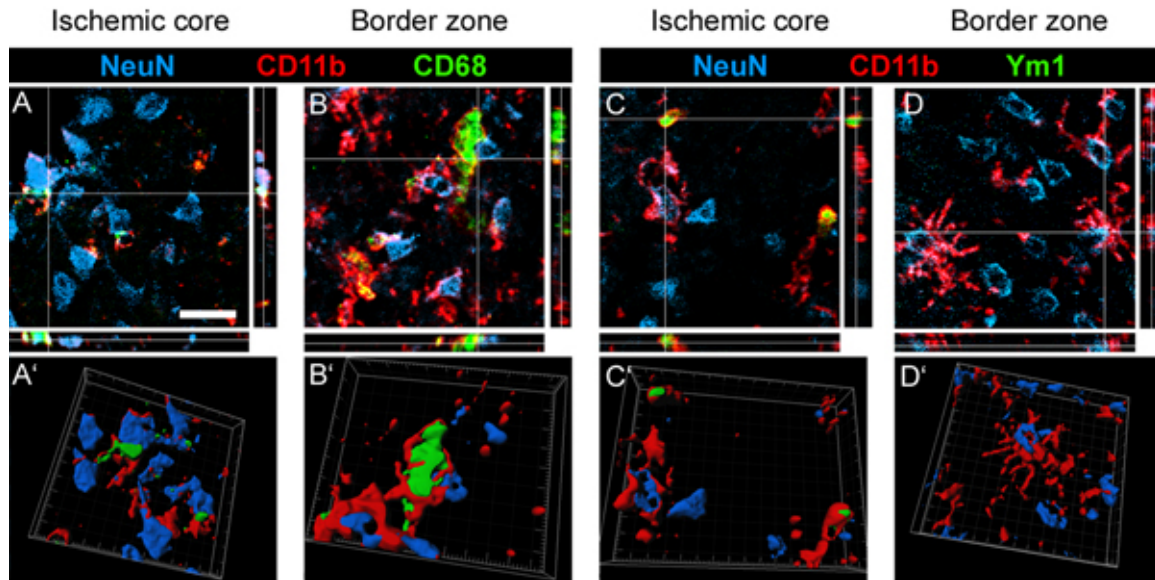 Ischemic core Border zone Ischemic core Border zone
NeuN CD11b CD68 NeuN CD11b Ym1
A B C D
A' B' C' D'